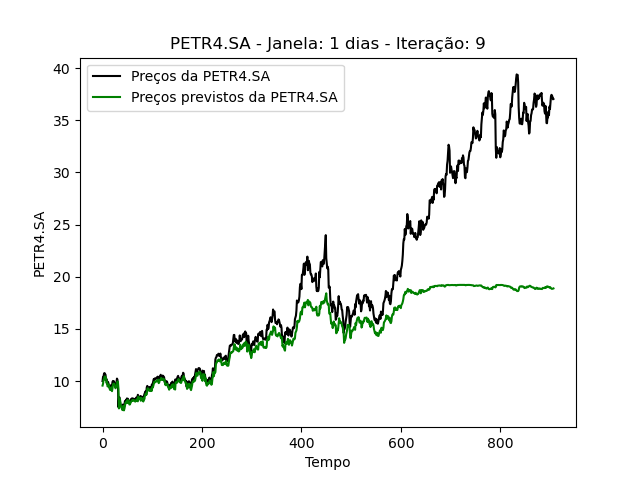 PETR4.SA - Janela: 1 dias - Iteração: 9
Preços da PETR4.SA
Preços previstos da PETR4.SA
PETR4.SA
40
35
30
25
20
15
10
0 200 400 600 800
Tempo